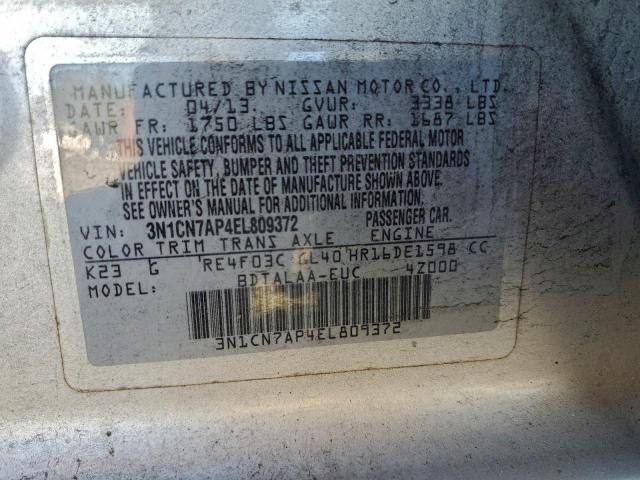 MANUFACTURED BY NISSAN MOTOR CO., LTD.
DATE: 04/13. GVWR: 3338 LBS
GAWR FR: 1750 LBS GAWR RR: 1687 LBS
THIS VEHICLE CONFORMS TO ALL APPLICABLE FEDERAL MOTOR
VEHICLE SAFETY, BUMPER AND THEFT PREVENTION STANDARDS
IN EFFECT ON THE DATE OF MANUFACTURE SHOWN ABOVE.
SEE OWNER'S MANUAL FOR ADDITIONAL INFORMATION.
VIN: 3N1CN7AP4EL809372 PASSENGER CAR.
COLOR TRIM TRANS AXLE ENGINE
K23 G RE4F03C GL40 HR16DE1598 CC
MODEL: BDTALAA-EUC 4Z000
3N1CN7AP4EL809372